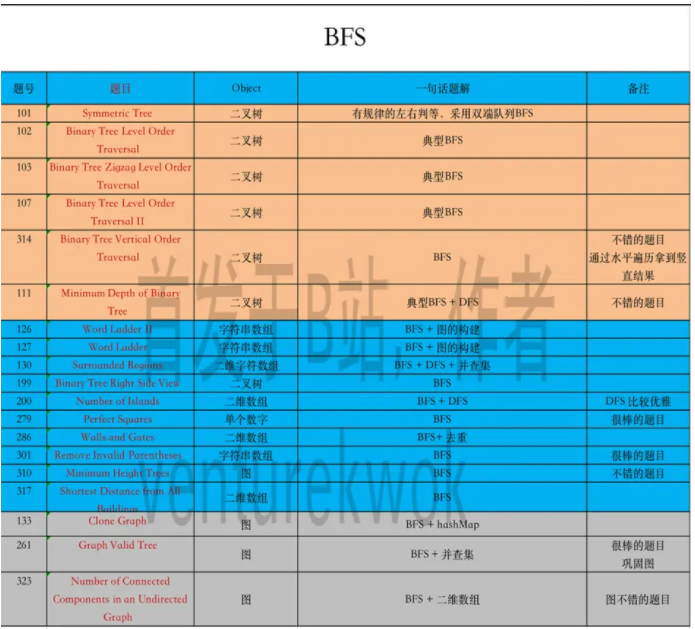 BFS
题号 题目 Object 一句话题解 备注
101 Symmetric Tree 二叉树 有规律的左右判等、采用双端队列BFS
102 Binary Tree Level Order
Traversal 二叉树 典型BFS
103 Binary Tree Zigzag Level Order
Traversal 二叉树 典型BFS
107 Binary Tree Level Order
Traversal II 二叉树 典型BFS
314 Binary Tree Vertical Order 不错的题目
Traversal 二叉树 BFS 通过水平遍历拿到竖
直结果
111 Minimum Depth of Binary
Tree 二叉树 典型BFS + DFS 不错的题目
126 Word Ladder II 字符串数组 BFS + 图的构建
127 Word Ladder 字符串数组 BFS + 图的构建
130 Surrounded Regions 二维字符数组 BFS + DFS + 并查集
199 Binary Tree Right Side View 二叉树 BFS
200 Number of Islands 二维数组 BFS + DFS DFS 比较优雅
279 Perfect Squares 单个数字 BFS 很棒的题目
286 Walls and Gates 二维数组 BFS+ 去重
301 Remove Invalid Parentheses 字符串数组 BFS 很棒的题目
310 Minimum Height Trees 图 BFS 不错的题目
317 Shortest Distance from All
Buildings 二维数组 BFS
133 Clone Graph 图 BFS + hashMap
261 Graph Valid Tree 图 BFS + 并查集 很棒的题目
巩固图
323 Number of Connected
Components in an Undirected 图 BFS + 二维数组 图不错的题目
Graph
首发于B站，作者
venturekwok